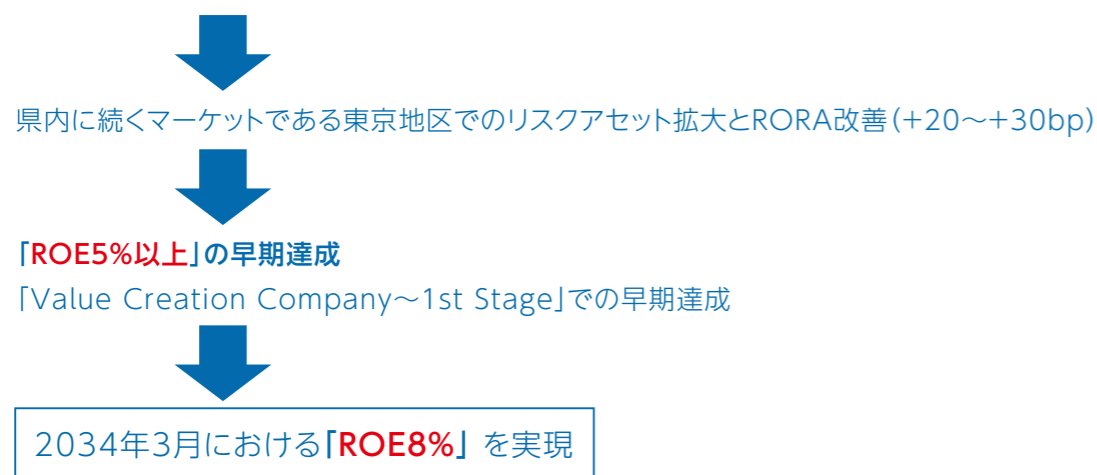 県内に続くマーケットである東京地区でのリスクアセット拡大とRORA改善(+20～+30bp)
「ROE5%以上」の早期達成
「Value Creation Company～1st Stage」での早期達成
2034年3月における「ROE8%」 を実現